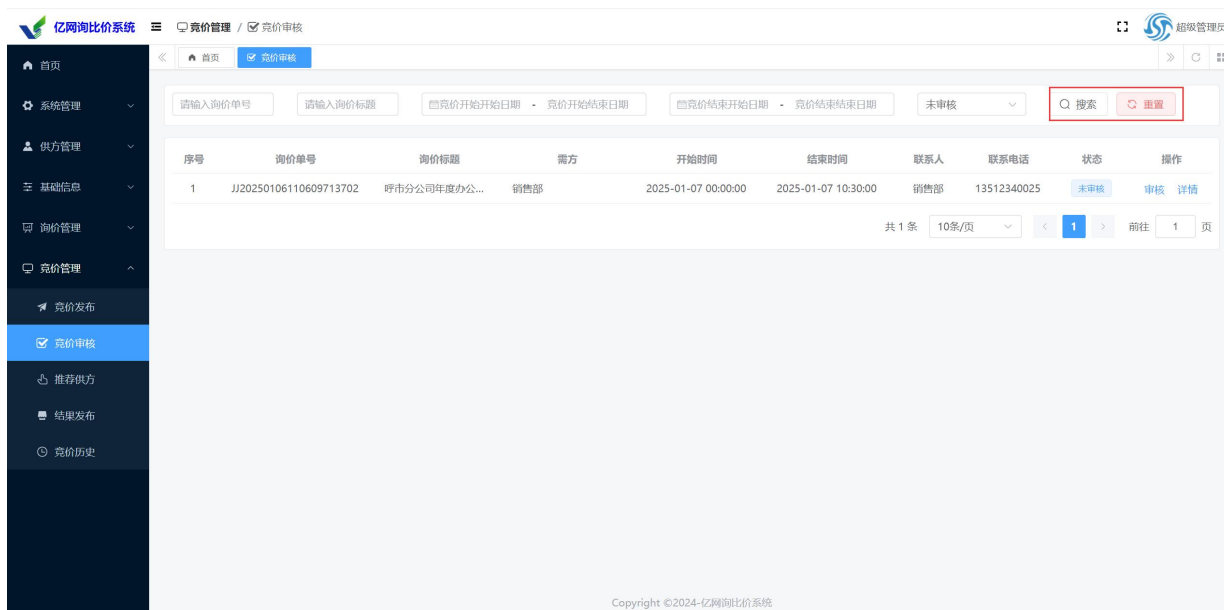 亿网询比价系统 竞价管理 / 竞价审核 超级管理员
首页 竞价审核
首页
系统管理
供方管理
基础信息
询价管理
竞价管理
竞价发布
竞价审核
推荐供方
结果发布
竞价历史
请输入询价单号 请输入询价标题 竞价开始开始日期 - 竞价开始结束日期 竞价结束开始日期 - 竞价结束结束日期 未审核 搜索 重置
序号 询价单号 询价标题 需方 开始时间 结束时间 联系人 联系电话 状态 操作
1 JJ20250106110609713702 呼市分公司年度办公... 销售部 2025-01-07 00:00:00 2025-01-07 10:30:00 销售部 13512340025 未审核 审核 详情
共 1 条 10条/页 1 前往 1 页
Copyright ©2024-亿网询比价系统